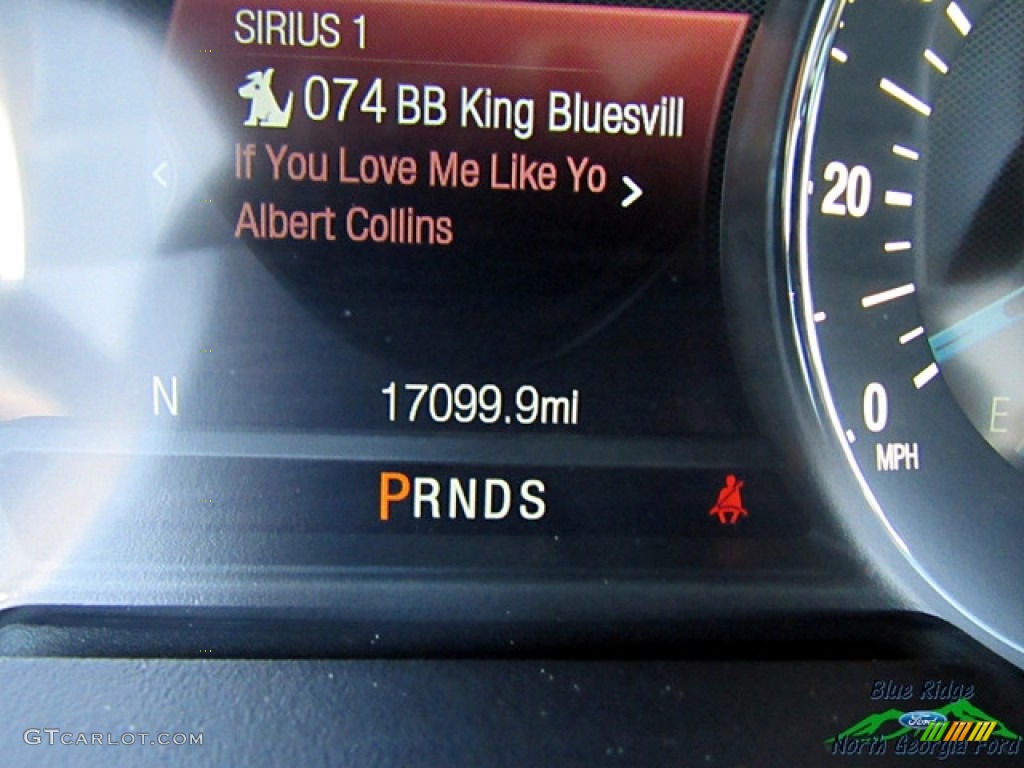 SIRIUS 1
074 BB King Bluesvill
If You Love Me Like Yo
Albert Collins
N
17099.9mi
PRNDS
20
0
MPH
E
Blue Ridge
Ford
North Georgia Ford
GTcarlot.com